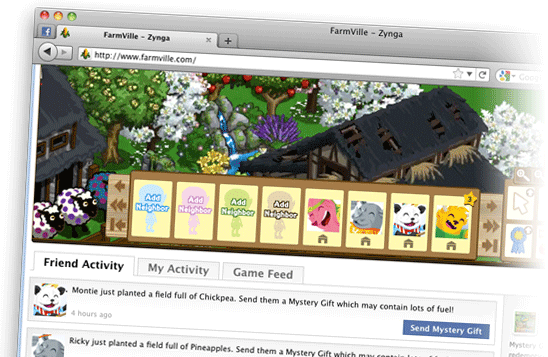 FarmVille - Zynga
FarmVille - Zynga
http://www.farmville.com/
Add Neighbor
Add Neighbor
Add Neighbor
Add Neighbor
3
Friend Activity
My Activity
Game Feed
Montie just planted a field full of Chickpea. Send them a Mystery Gift which may contain lots of fuel!
4 hours ago
Send Mystery Gift
Ricky just planted a field full of Pineapples. Send them a Mystery Gift which may contain lots
Mystery